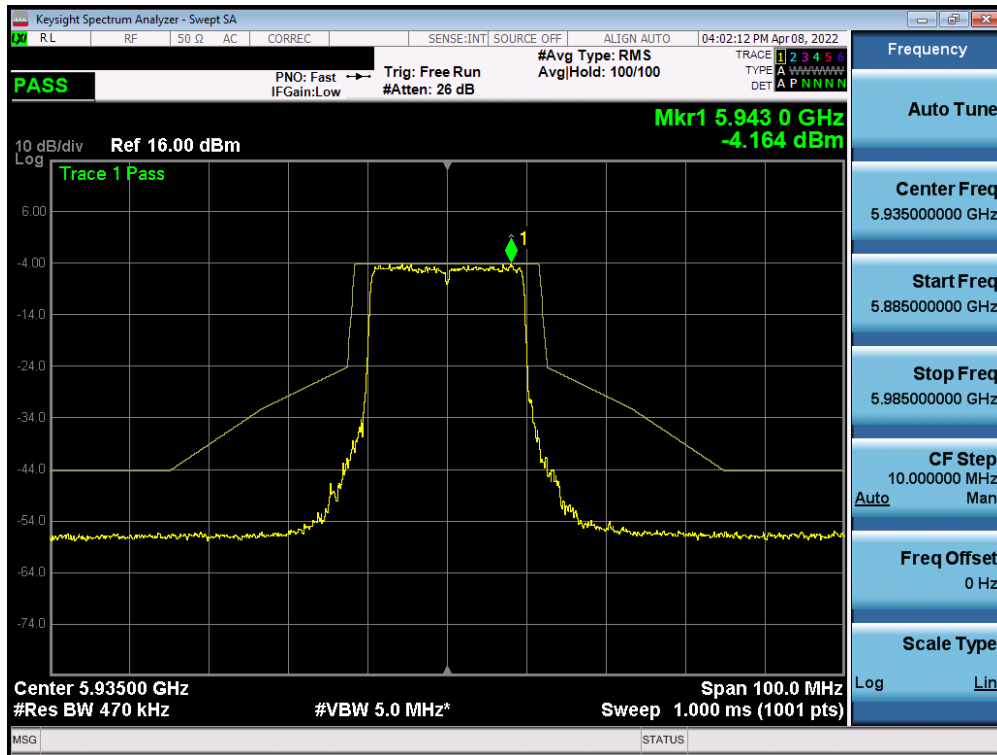 Keysight Spectrum Analyzer - Swept SA
LXI RL RF 50 Ω AC CORREC SENSE:INT SOURCE OFF ALIGN AUTO 04:02:12 PM Apr 08, 2022
PASS
PNO: Fast
IFGain:Low
Trig: Free Run
#Atten: 26 dB
#Avg Type: RMS
Avg|Hold: 100/100
TRACE 1 2 3 4 5 6
TYPE A W W W W W
DET A P N N N N
Mkr1 5.943 0 GHz
-4.164 dBm
10 dB/div Ref 16.00 dBm
Log
Trace 1 Pass
1
6.00
-4.00
-14.0
-24.0
-34.0
-44.0
-54.0
-64.0
-74.0
Center 5.93500 GHz Span 100.0 MHz
#Res BW 470 kHz #VBW 5.0 MHz* Sweep 1.000 ms (1001 pts)
MSG STATUS
Frequency
Auto Tune
Center Freq
5.935000000 GHz
Start Freq
5.885000000 GHz
Stop Freq
5.985000000 GHz
CF Step
10.000000 MHz
Auto Man
Freq Offset
0 Hz
Scale Type
Log Lin